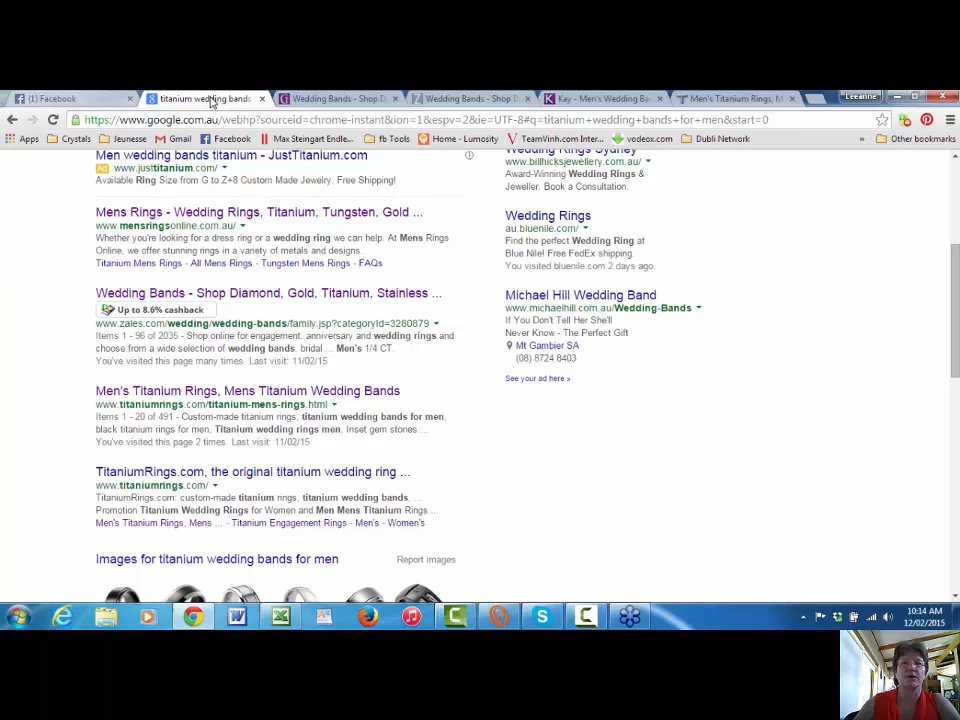 (1) Facebook
titanium wedding bands
Wedding Bands - Shop D
Wedding Bands - Shop D
Kay - Men's Wedding Ba
Men's Titanium Rings, M
Leeanne
https://www.google.com.au/webhp?sourceid=chrome-instant&ion=1&espv=2&ie=UTF-8#q=titanium+wedding+bands+for+men&start=0
Apps
Crystals
Jeunesse
Gmail
Facebook
fb Tools
Home - Lumosity
Max Steingart Endle...
TeamVinh.com Inter...
vodeox.com
Dubli Network
»
Other bookmarks
Men wedding bands titanium - JustTitanium.com
Ad www.justtitanium.com/
Available Ring Size from G to Z+8 Custom Made Jewelry. Free Shipping!
Mens Rings - Wedding Rings, Titanium, Tungsten, Gold ...
www.mensringsonline.com.au/
Whether you're looking for a dress ring or a wedding ring we can help. At Mens Rings
Online, we offer stunning rings in a variety of metals and designs.
Titanium Mens Rings - All Mens Rings - Tungsten Mens Rings - FAQs
Wedding Bands - Shop Diamond, Gold, Titanium, Stainless ...
Up to 8.6% cashback
www.zales.com/wedding/wedding-bands/family.jsp?categoryId=3280879
Items 1 - 96 of 2035 - Shop online for engagement, anniversary and wedding rings and
choose from a wide selection of wedding bands, bridal ... Men's 1/4 CT.
You've visited this page many times. Last visit: 11/02/15
Men's Titanium Rings, Mens Titanium Wedding Bands
www.titaniumrings.com/titanium-mens-rings.html
Items 1 - 20 of 491 - Custom-made titanium rings, titanium wedding bands for men,
black titanium rings for men, Titanium wedding rings men. Inset gem stones ...
You've visited this page 2 times. Last visit: 11/02/15
TitaniumRings.com, the original titanium wedding ring ...
www.titaniumrings.com/
TitaniumRings.com: custom-made titanium rings, titanium wedding bands, ...
Promotion Titanium Wedding Rings for Women and Men Mens Titanium Rings ...
Men's Titanium Rings, Mens ... - Titanium Engagement Rings - Men's - Women's
Images for titanium wedding bands for men
Report images
Wedding Rings Sydney
www.billhicksjewellery.com.au/
Award-Winning Wedding Rings &
Jeweller. Book a Consultation.
Wedding Rings
au.bluenile.com/
Find the perfect Wedding Ring at
Blue Nile! Free FedEx shipping.
You visited bluenile.com 2 days ago.
Michael Hill Wedding Band
www.michaelhill.com.au/Wedding-Bands
If You Don't Tell Her She'll
Never Know - The Perfect Gift
Mt Gambier SA
(08) 8724 8403
See your ad here »
10:14 AM
12/02/2015